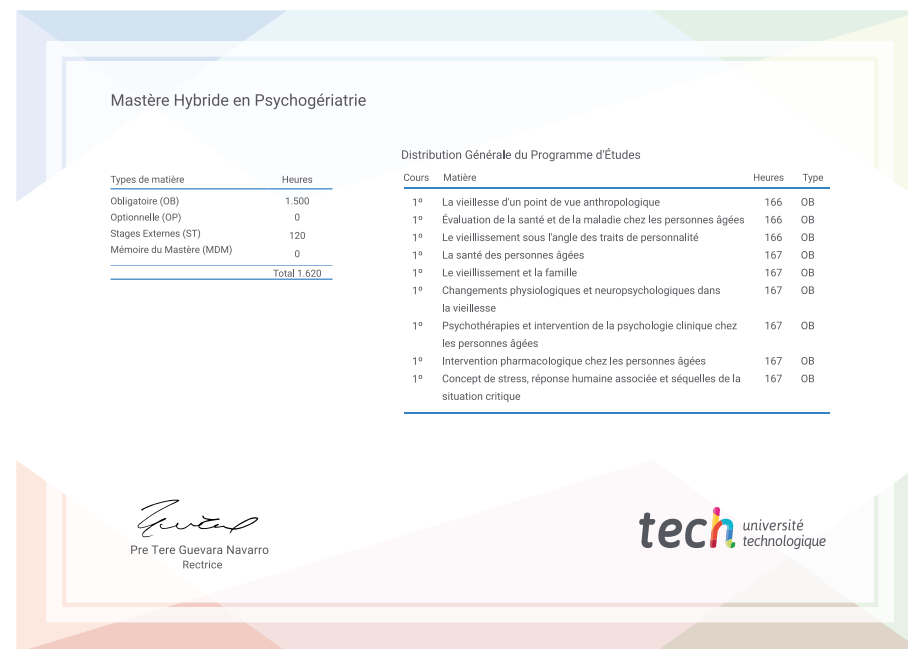 Mastère Hybride en Psychogériatrie
Types de matière Heures
Obligatoire (OB) 1.500
Optionnelle (OP) 0
Stages Externes (ST) 120
Mémoire du Mastère (MDM) 0
Total 1.620
Distribution Générale du Programme d'Études
Cours Matière Heures Type
1º La vieillesse d'un point de vue anthropologique 166 OB
1º Évaluation de la santé et de la maladie chez les personnes âgées 166 OB
1º Le vieillissement sous l'angle des traits de personnalité 166 OB
1º La santé des personnes âgées 167 OB
1º Le vieillissement et la famille 167 OB
1º Changements physiologiques et neuropsychologiques dans 167 OB
la vieillesse
1º Psychothérapies et intervention de la psychologie clinique chez 167 OB
les personnes âgées
1º Intervention pharmacologique chez les personnes âgées 167 OB
1º Concept de stress, réponse humaine associée et séquelles de la 167 OB
situation critique
Pre Tere Guevara Navarro
Rectrice
tech université
technologique